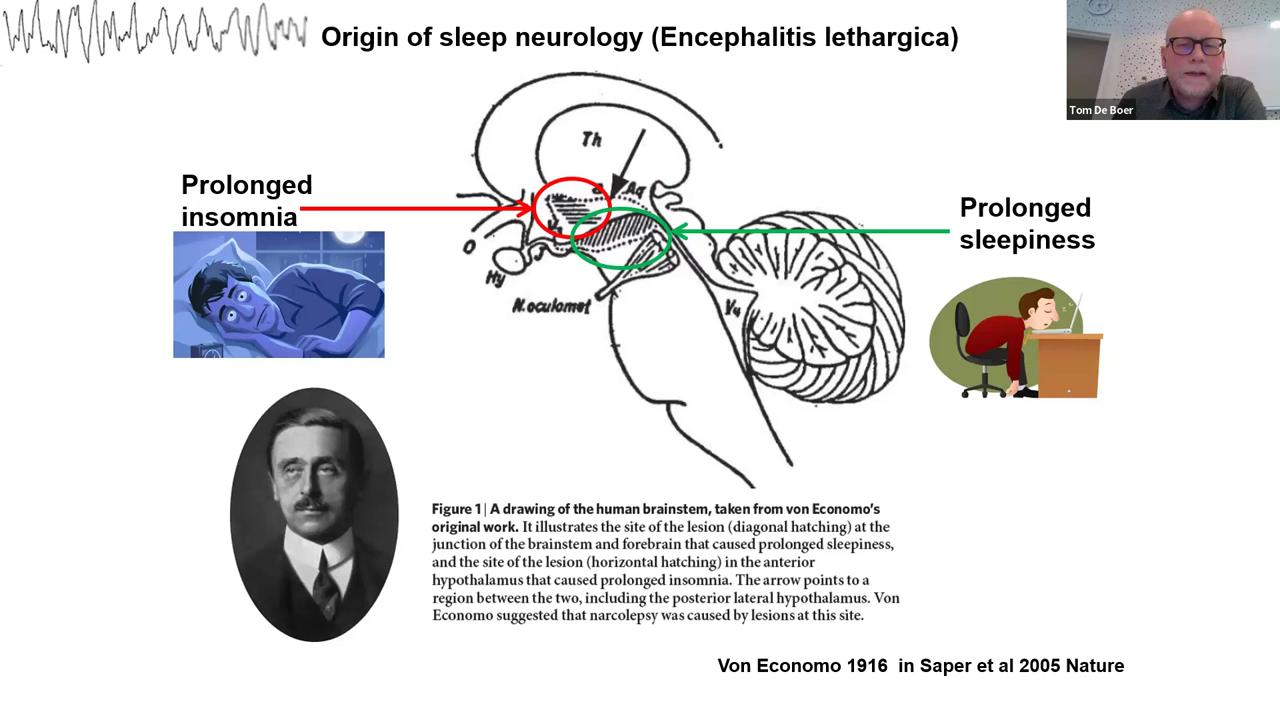 Origin of sleep neurology (Encephalitis lethargica)
Tom De Boer
Th
Prolonged
insomnia
Aq
Prolonged
sleepiness
V3
O
Hy
N.oculomot
V4
Figure 1 | A drawing of the human brainstem, taken from von Economo’s
original work. It illustrates the site of the lesion (diagonal hatching) at the
junction of the brainstem and forebrain that caused prolonged sleepiness,
and the site of the lesion (horizontal hatching) in the anterior
hypothalamus that caused prolonged insomnia. The arrow points to a
region between the two, including the posterior lateral hypothalamus. Von
Economo suggested that narcolepsy was caused by lesions at this site.
Von Economo 1916 in Saper et al 2005 Nature